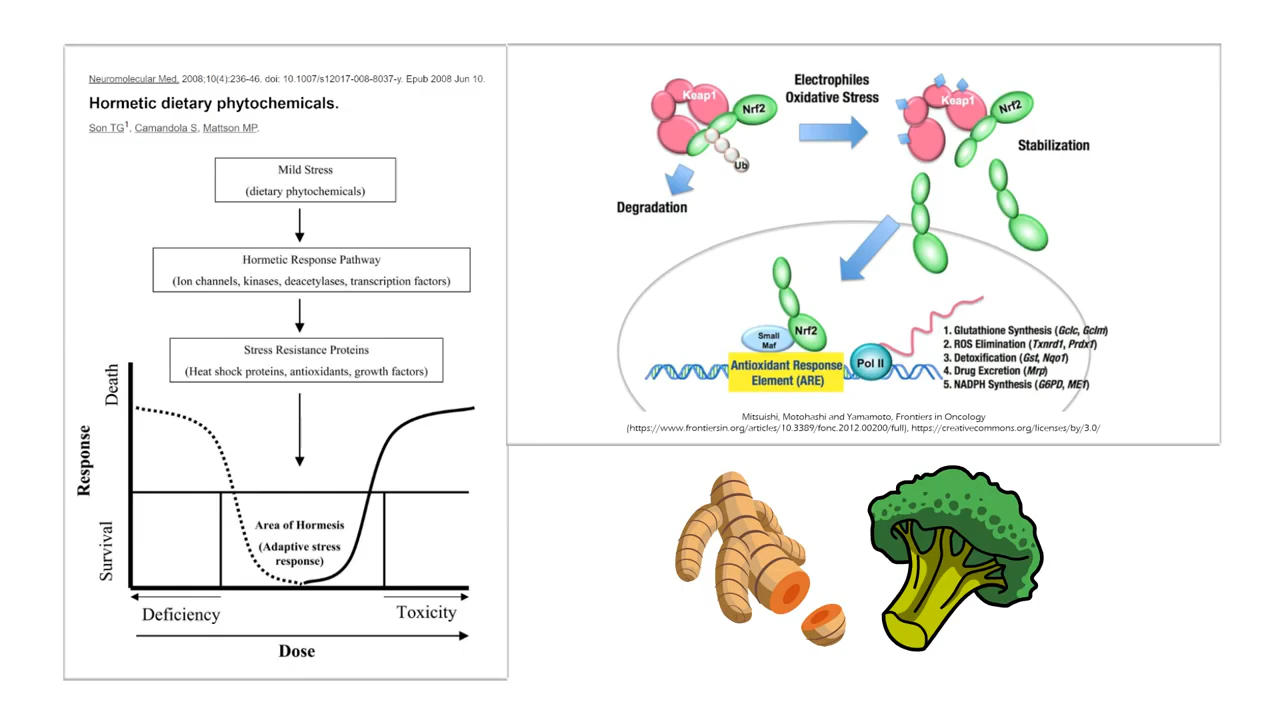 Neuromolecular Med. 2008;10(4):236-46. doi: 10.1007/s12017-008-8037-y. Epub 2008 Jun 10.
Hormetic dietary phytochemicals.
Son TG1, Camandola S, Mattson MP.
Mild Stress
(dietary phytochemicals)
Hormetic Response Pathway
(Ion channels, kinases, deacetylases, transcription factors)
Stress Resistance Proteins
(Heat shock proteins, antioxidants, growth factors)
Death
Response
Survival
Area of Hormesis
(Adaptive stress
response)
Deficiency
Toxicity
Dose
Keap1
Nrf2
Ub
Degradation
Electrophiles
Oxidative Stress
Keap1
Nrf2
Stabilization
Small
Maf
Nrf2
Antioxidant Response
Element (ARE)
Pol II
1. Glutathione Synthesis (Gclc, Gclm)
2. ROS Elimination (Txnrd1, Prdx1)
3. Detoxification (Gst, Nqo1)
4. Drug Excretion (Mrp)
5. NADPH Synthesis (G6PD, ME1)
Mitsuishi, Motohashi and Yamamoto, Frontiers in Oncology
(https://www.frontiersin.org/articles/10.3389/fonc.2012.00200/full), https://creativecommons.org/licenses/by/3.0/